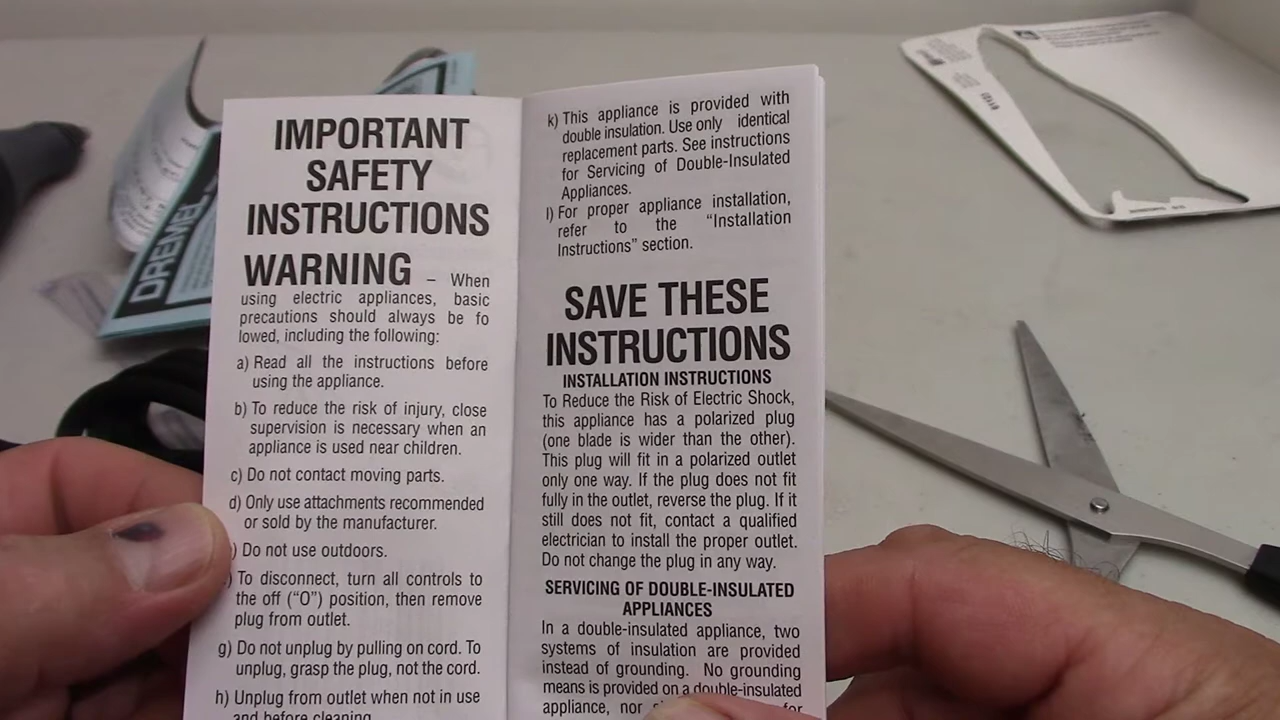 DREMEL
IMPORTANT
SAFETY
INSTRUCTIONS
WARNING – When
using electric appliances, basic
precautions should always be fo
lowed, including the following:
a) Read all the instructions before
using the appliance.
b) To reduce the risk of injury, close
supervision is necessary when an
appliance is used near children.
c) Do not contact moving parts.
d) Only use attachments recommended
or sold by the manufacturer.
) Do not use outdoors.
) To disconnect, turn all controls to
the off (“O”) position, then remove
plug from outlet.
g) Do not unplug by pulling on cord. To
unplug, grasp the plug, not the cord.
h) Unplug from outlet when not in use
and before cleaning
k) This appliance is provided with
double insulation. Use only identical
replacement parts. See instructions
for Servicing of Double-Insulated
Appliances.
l) For proper appliance installation,
refer to the “Installation
Instructions” section.
SAVE THESE
INSTRUCTIONS
INSTALLATION INSTRUCTIONS
To Reduce the Risk of Electric Shock,
this appliance has a polarized plug
(one blade is wider than the other).
This plug will fit in a polarized outlet
only one way. If the plug does not fit
fully in the outlet, reverse the plug. If it
still does not fit, contact a qualified
electrician to install the proper outlet.
Do not change the plug in any way.
SERVICING OF DOUBLE-INSULATED
APPLIANCES
In a double-insulated appliance, two
systems of insulation are provided
instead of grounding. No grounding
means is provided on a double-insulated
appliance, nor for